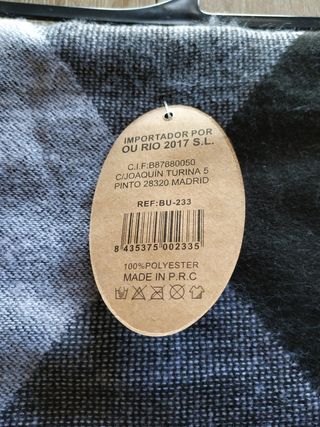 IMPORTADOR POR
OU RIO 2017 S.L.
C.I.F:B87880050
C/JOAQUÍN TURINA 5
PINTO 28320 MADRID
REF:BU-233
8 435375 002335
100%POLYESTER
MADE IN P.R.C